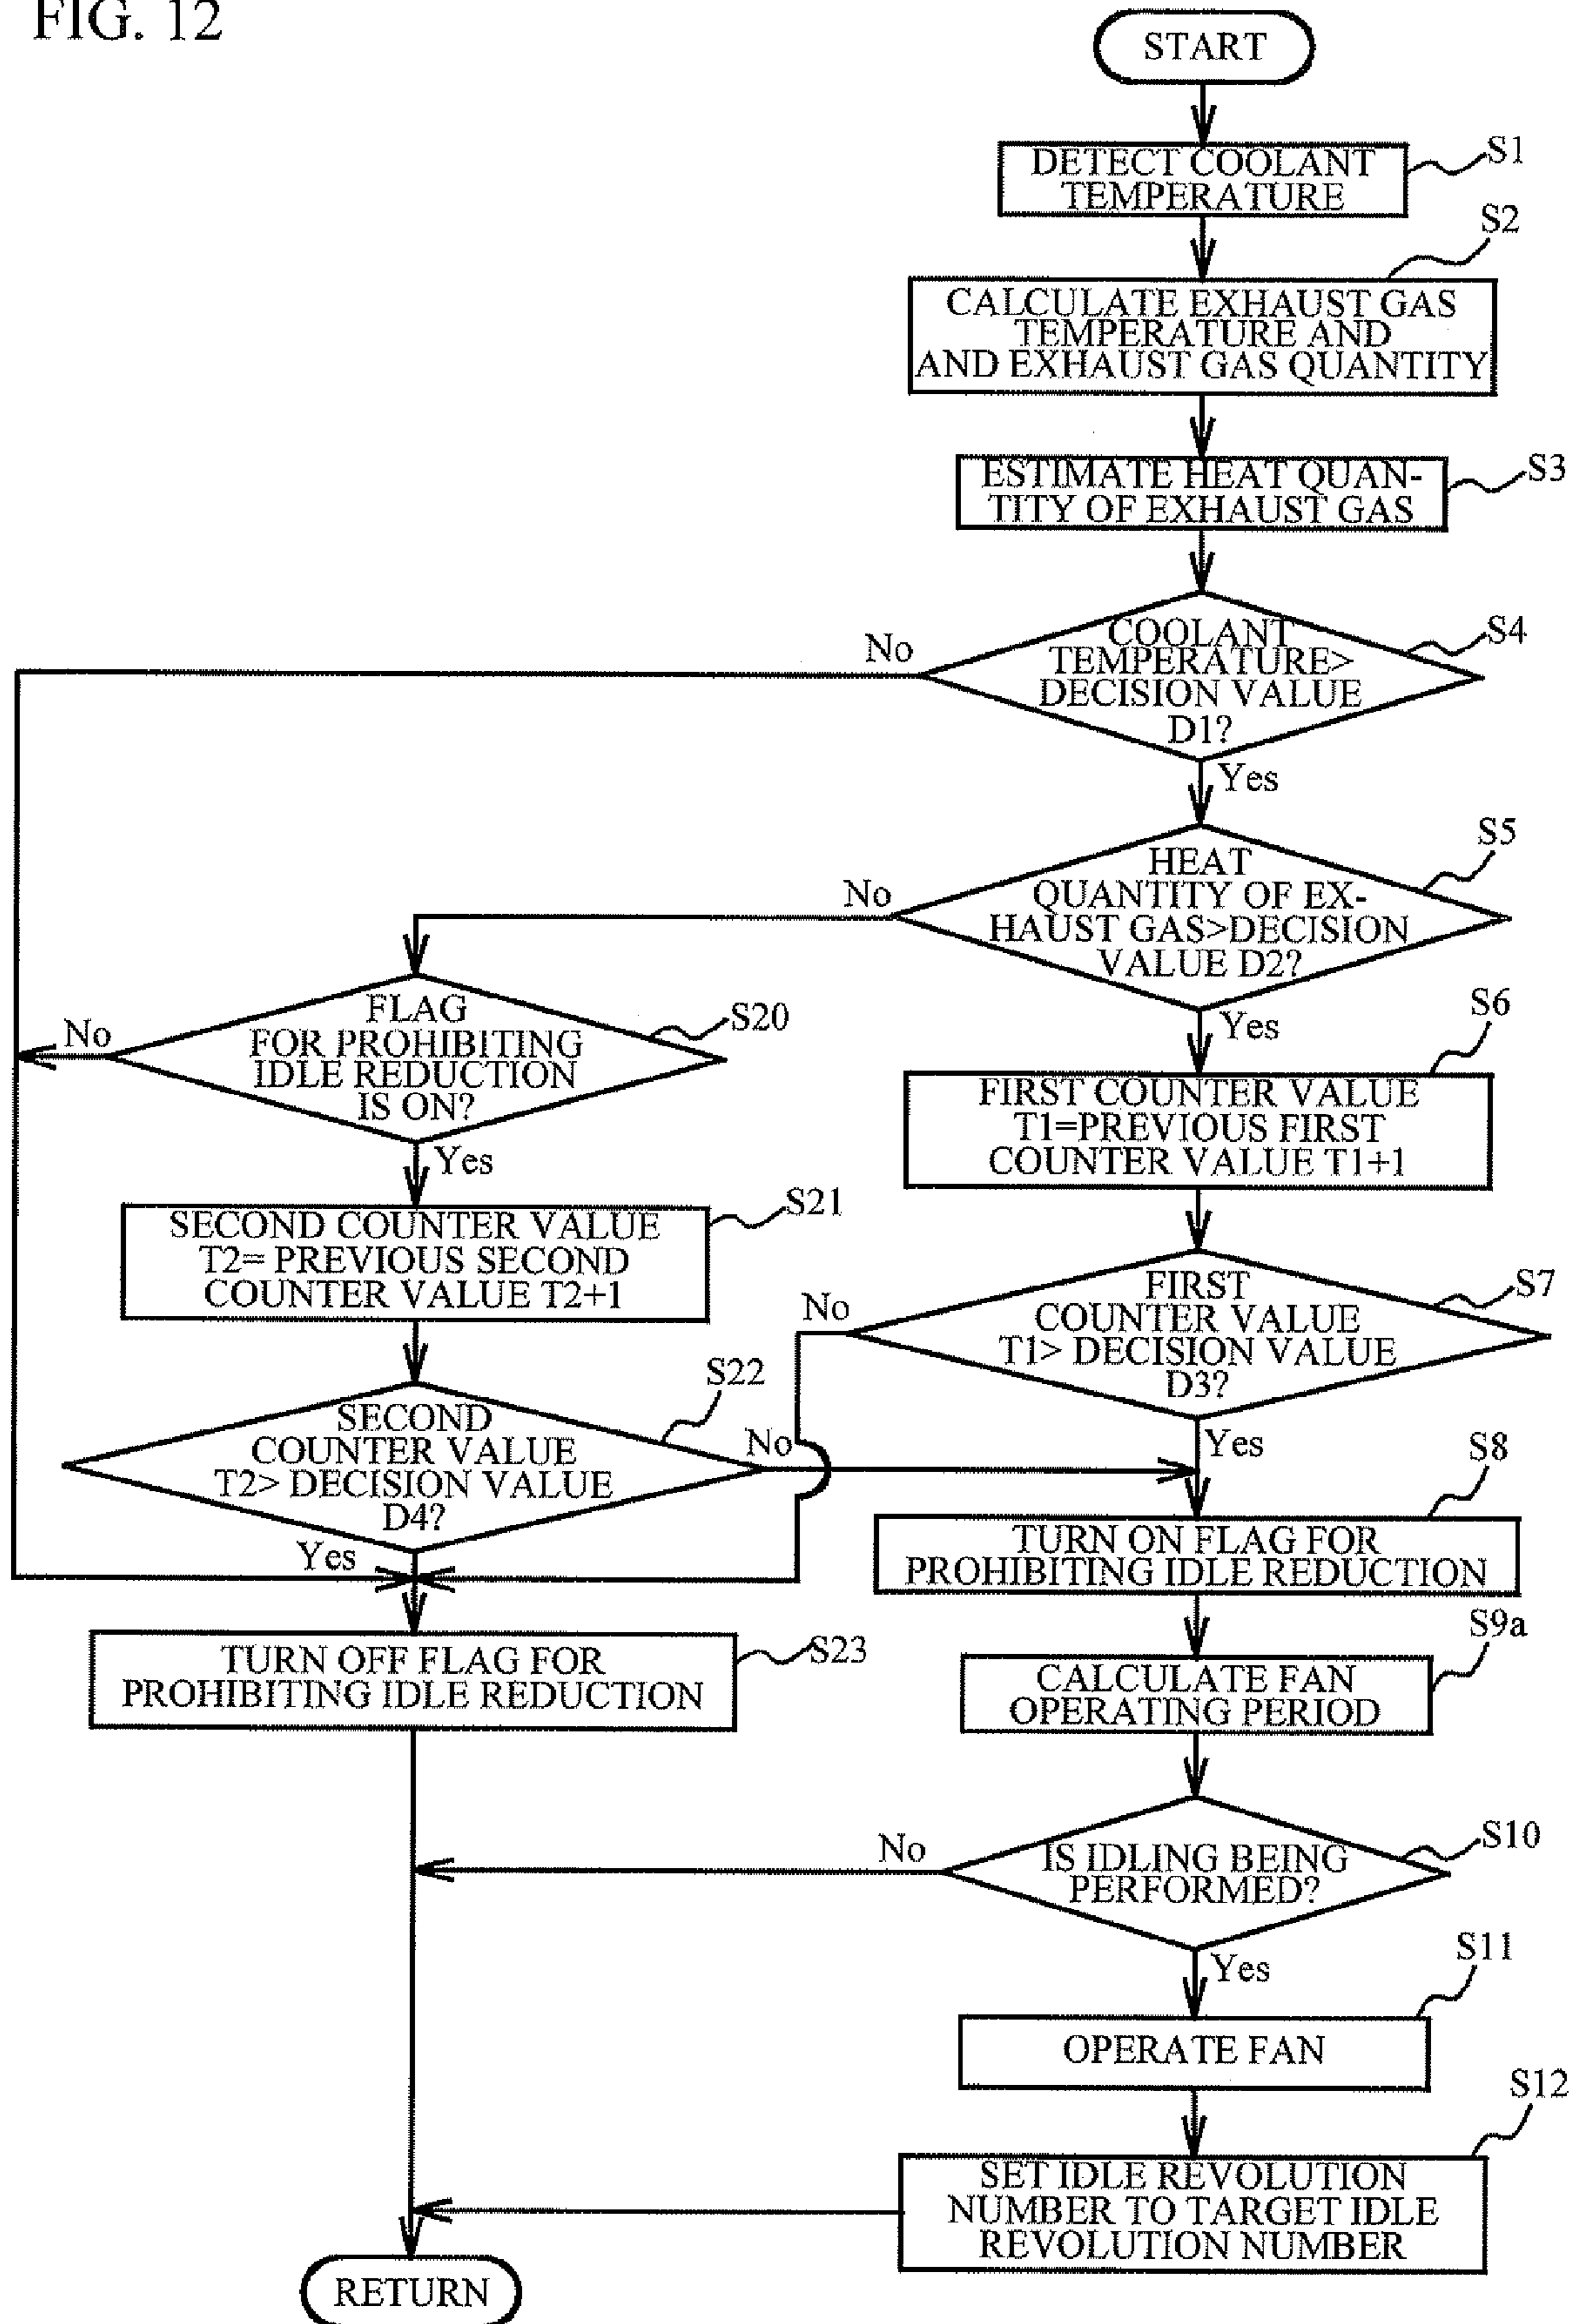 FIG. 12
START
DETECT COOLANT
TEMPERATURE
S1
S2
CALCULATE EXHAUST GAS
TEMPERATURE AND
AND EXHAUST GAS QUANTITY
ESTIMATE HEAT QUAN-
TITY OF EXHAUST GAS
S3
COOLANT
TEMPERATURE>
DECISION VALUE
D1?
S4
No
Yes
HEAT
QUANTITY OF EX-
HAUST GAS>DECISION
VALUE D2?
S5
No
Yes
FLAG
FOR PROHIBITING
IDLE REDUCTION
IS ON?
S20
No
Yes
S6
FIRST COUNTER VALUE
T1=PREVIOUS FIRST
COUNTER VALUE T1+1
SECOND COUNTER VALUE
T2= PREVIOUS SECOND
COUNTER VALUE T2+1
S21
FIRST
COUNTER VALUE
T1> DECISION VALUE
D3?
S7
No
Yes
SECOND
COUNTER VALUE
T2> DECISION VALUE
D4?
S22
No
Yes
S8
TURN ON FLAG FOR
PROHIBITING IDLE REDUCTION
TURN OFF FLAG FOR
PROHIBITING IDLE REDUCTION
S23
S9a
CALCULATE FAN
OPERATING PERIOD
IS IDLING BEING
PERFORMED?
S10
No
Yes
S11
OPERATE FAN
S12
SET IDLE REVOLUTION
NUMBER TO TARGET IDLE
REVOLUTION NUMBER
RETURN